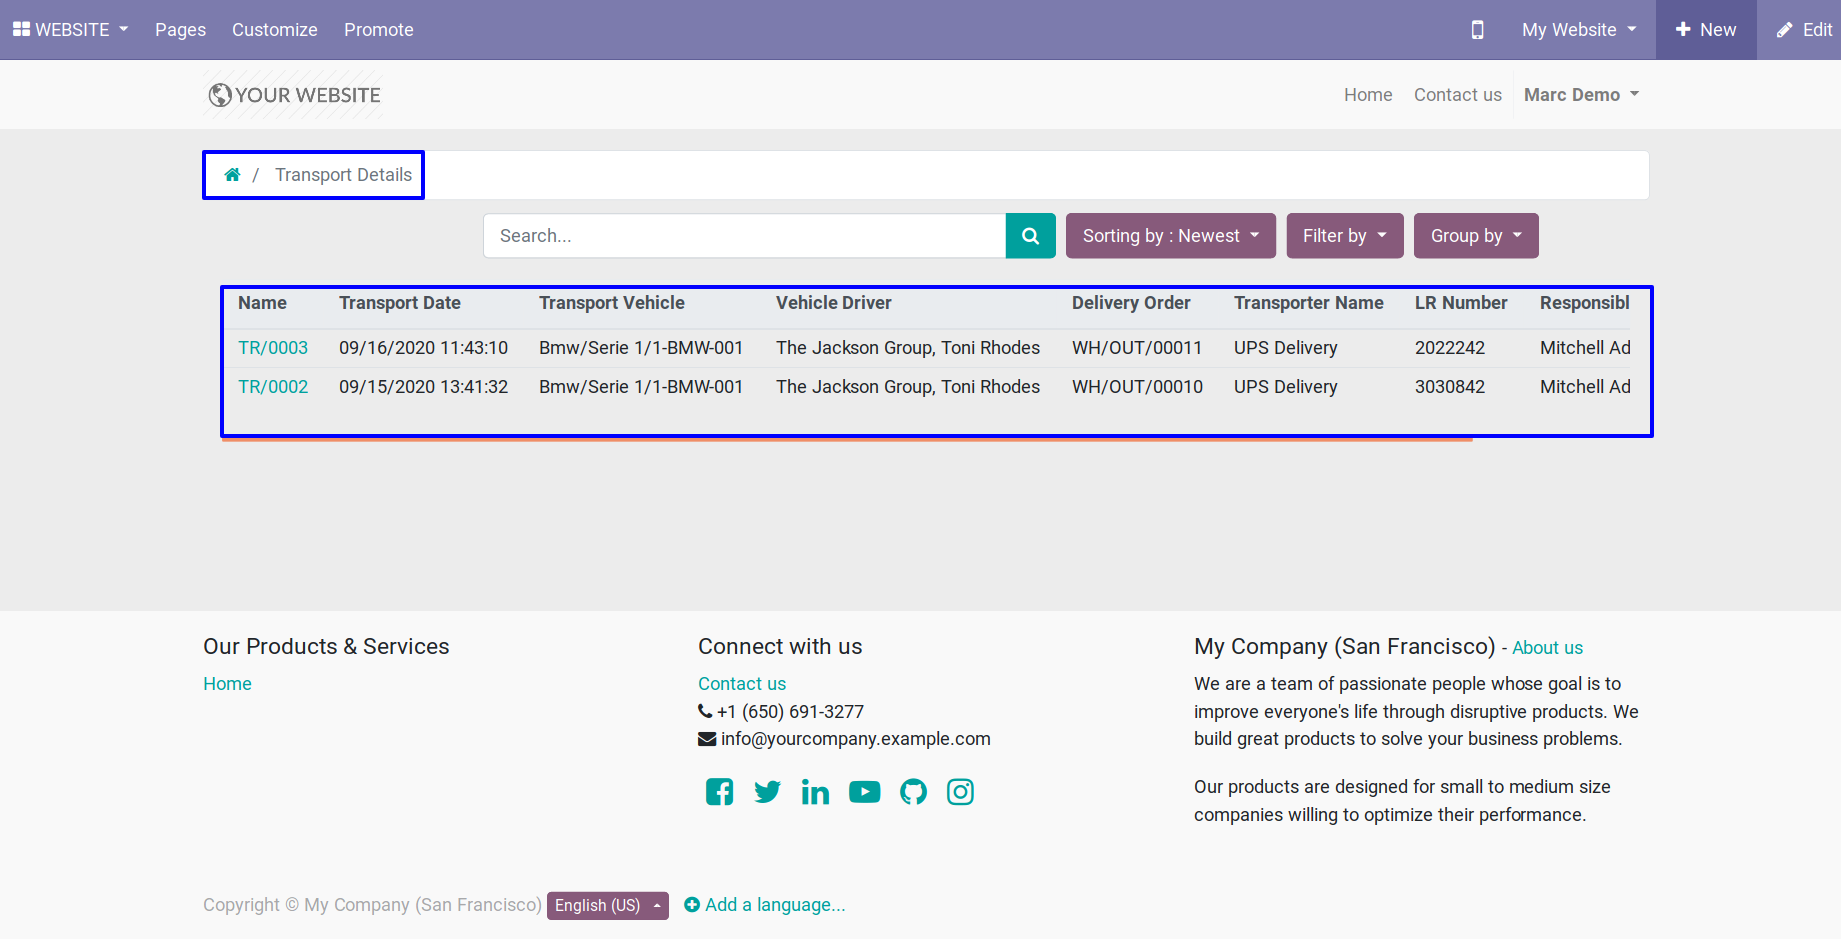 WEBSITE Pages Customize Promote My Website New Edit
YOUR WEBSITE Home Contact us Marc Demo
/ Transport Details
Search... Sorting by : Newest Filter by Group by
Name Transport Date Transport Vehicle Vehicle Driver Delivery Order Transporter Name LR Number Responsibl
TR/0003 09/16/2020 11:43:10 Bmw/Serie 1/1-BMW-001 The Jackson Group, Toni Rhodes WH/OUT/00011 UPS Delivery 2022242 Mitchell Ad
TR/0002 09/15/2020 13:41:32 Bmw/Serie 1/1-BMW-001 The Jackson Group, Toni Rhodes WH/OUT/00010 UPS Delivery 3030842 Mitchell Ad
Our Products & Services
Home
Connect with us
Contact us
+1 (650) 691-3277
info@yourcompany.example.com
My Company (San Francisco) - About us
We are a team of passionate people whose goal is to
improve everyone's life through disruptive products. We
build great products to solve your business problems.
Our products are designed for small to medium size
companies willing to optimize their performance.
Copyright © My Company (San Francisco) English (US) Add a language...